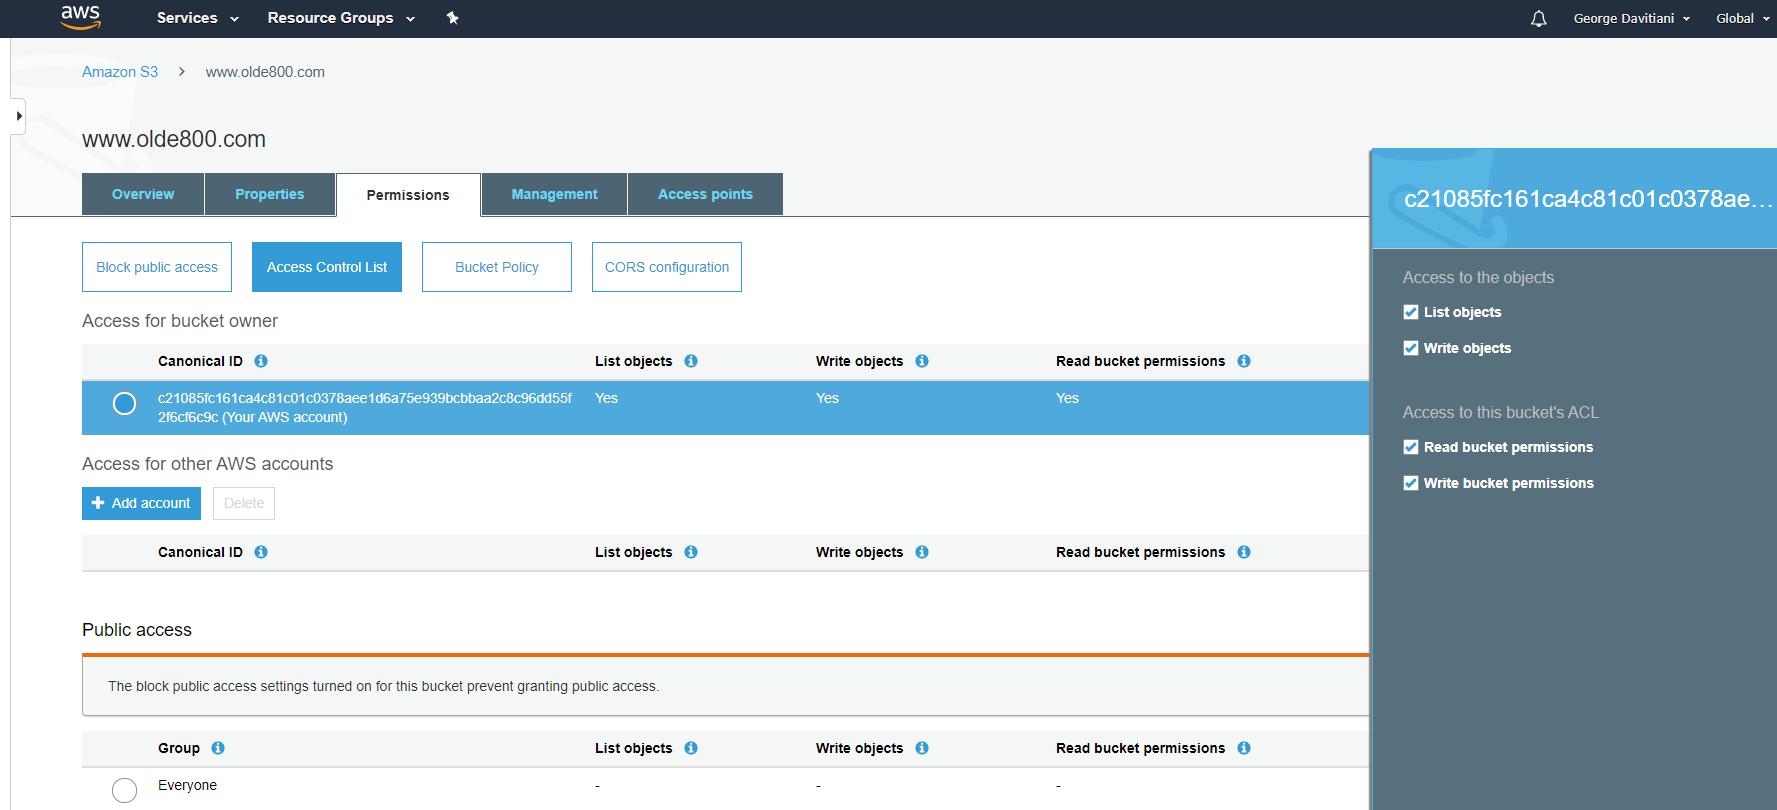 aws Services Resource Groups George Davitiani Global
Amazon S3 www.olde800.com
www.olde800.com
Overview Properties Permissions Management Access points
Block public access Access Control List Bucket Policy CORS configuration
Access for bucket owner
Canonical ID List objects Write objects Read bucket permissions
c21085fc161ca4c81c01c0378aee1d6a75e939bcbbaa2c8c96dd55f Yes Yes Yes
2f6cf6c9c (Your AWS account)
Access for other AWS accounts
Add account Delete
Canonical ID List objects Write objects Read bucket permissions
Public access
The block public access settings turned on for this bucket prevent granting public access.
Group List objects Write objects Read bucket permissions
Everyone - - -
c21085fc161ca4c81c01c0378ae...
Access to the objects
List objects
Write objects
Access to this bucket's ACL
Read bucket permissions
Write bucket permissions